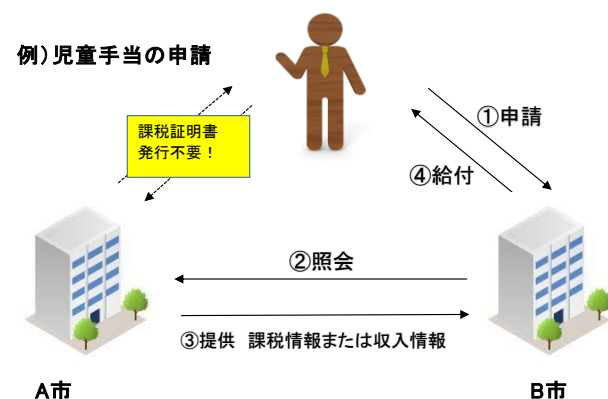 例）児童手当の申請
課税証明書
発行不要！
①申請
④給付
②照会
③提供 課税情報または収入情報
A市
B市